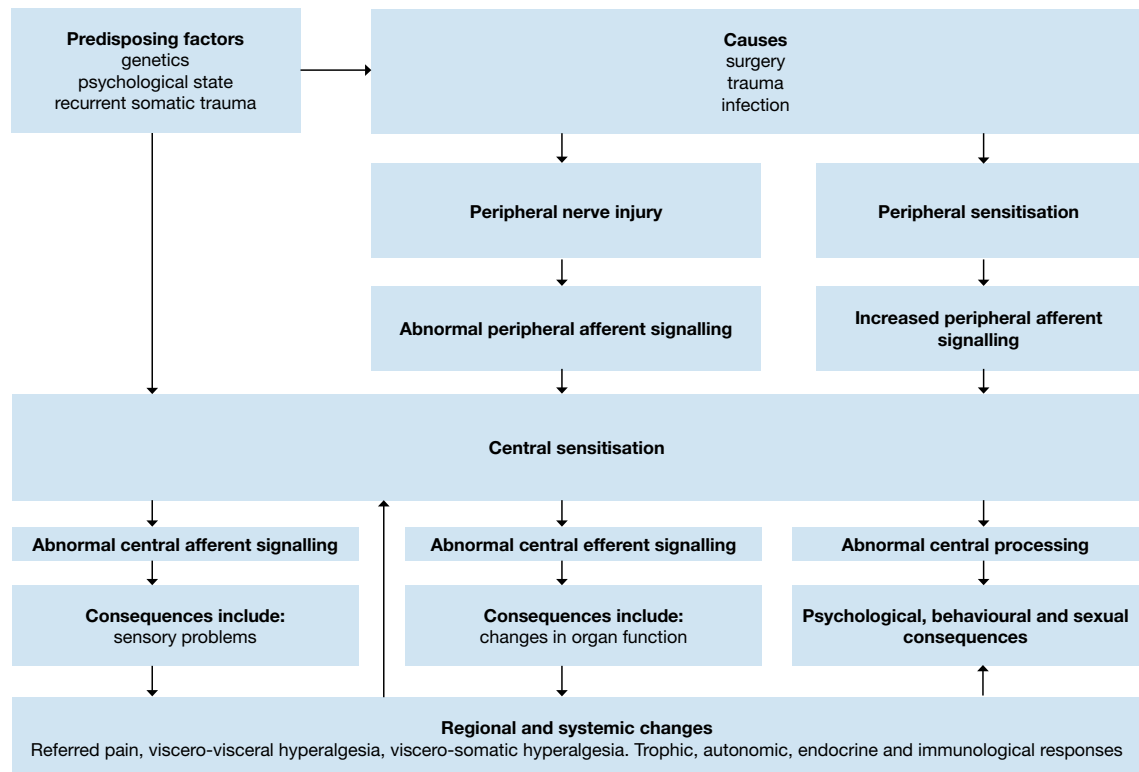 Predisposing factors
genetics
psychological state
recurrent somatic trauma
Causes
surgery
trauma
infection
Peripheral nerve injury
Peripheral sensitisation
Abnormal peripheral afferent signalling
Increased peripheral afferent
signalling
Central sensitisation
Abnormal central afferent signalling
Abnormal central efferent signalling
Abnormal central processing
Consequences include:
sensory problems
Consequences include:
changes in organ function
Psychological, behavioural and sexual
consequences
Regional and systemic changes
Referred pain, viscero-visceral hyperalgesia, viscero-somatic hyperalgesia. Trophic, autonomic, endocrine and immunological responses